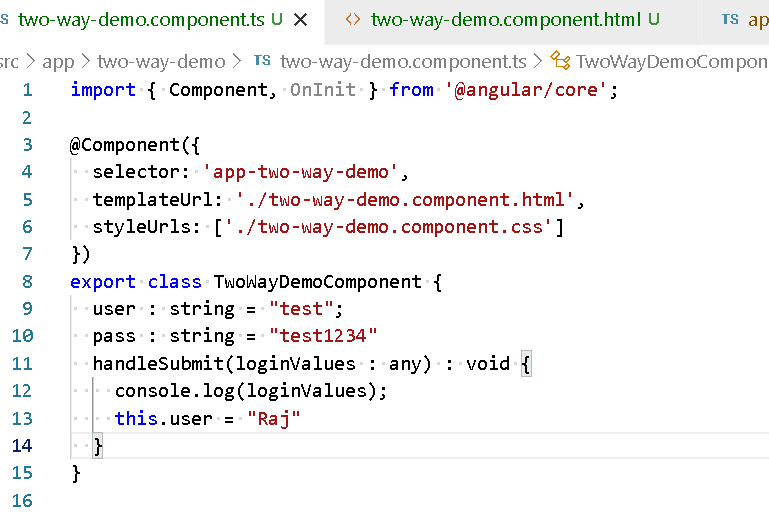 TS two-way-demo.component.ts U × <> two-way-demo.component.html U TS ap
src > app > two-way-demo > TS two-way-demo.component.ts > TwoWayDemoCompon
1 import { Component, OnInit } from '@angular/core';
2
3 @Component({
4 selector: 'app-two-way-demo',
5 templateUrl: './two-way-demo.component.html',
6 styleUrls: ['./two-way-demo.component.css']
7 })
8 export class TwoWayDemoComponent {
9 user : string = "test";
10 pass : string = "test1234"
11 handleSubmit(loginValues : any) : void {
12 console.log(loginValues);
13 this.user = "Raj"
14 }
15 }
16